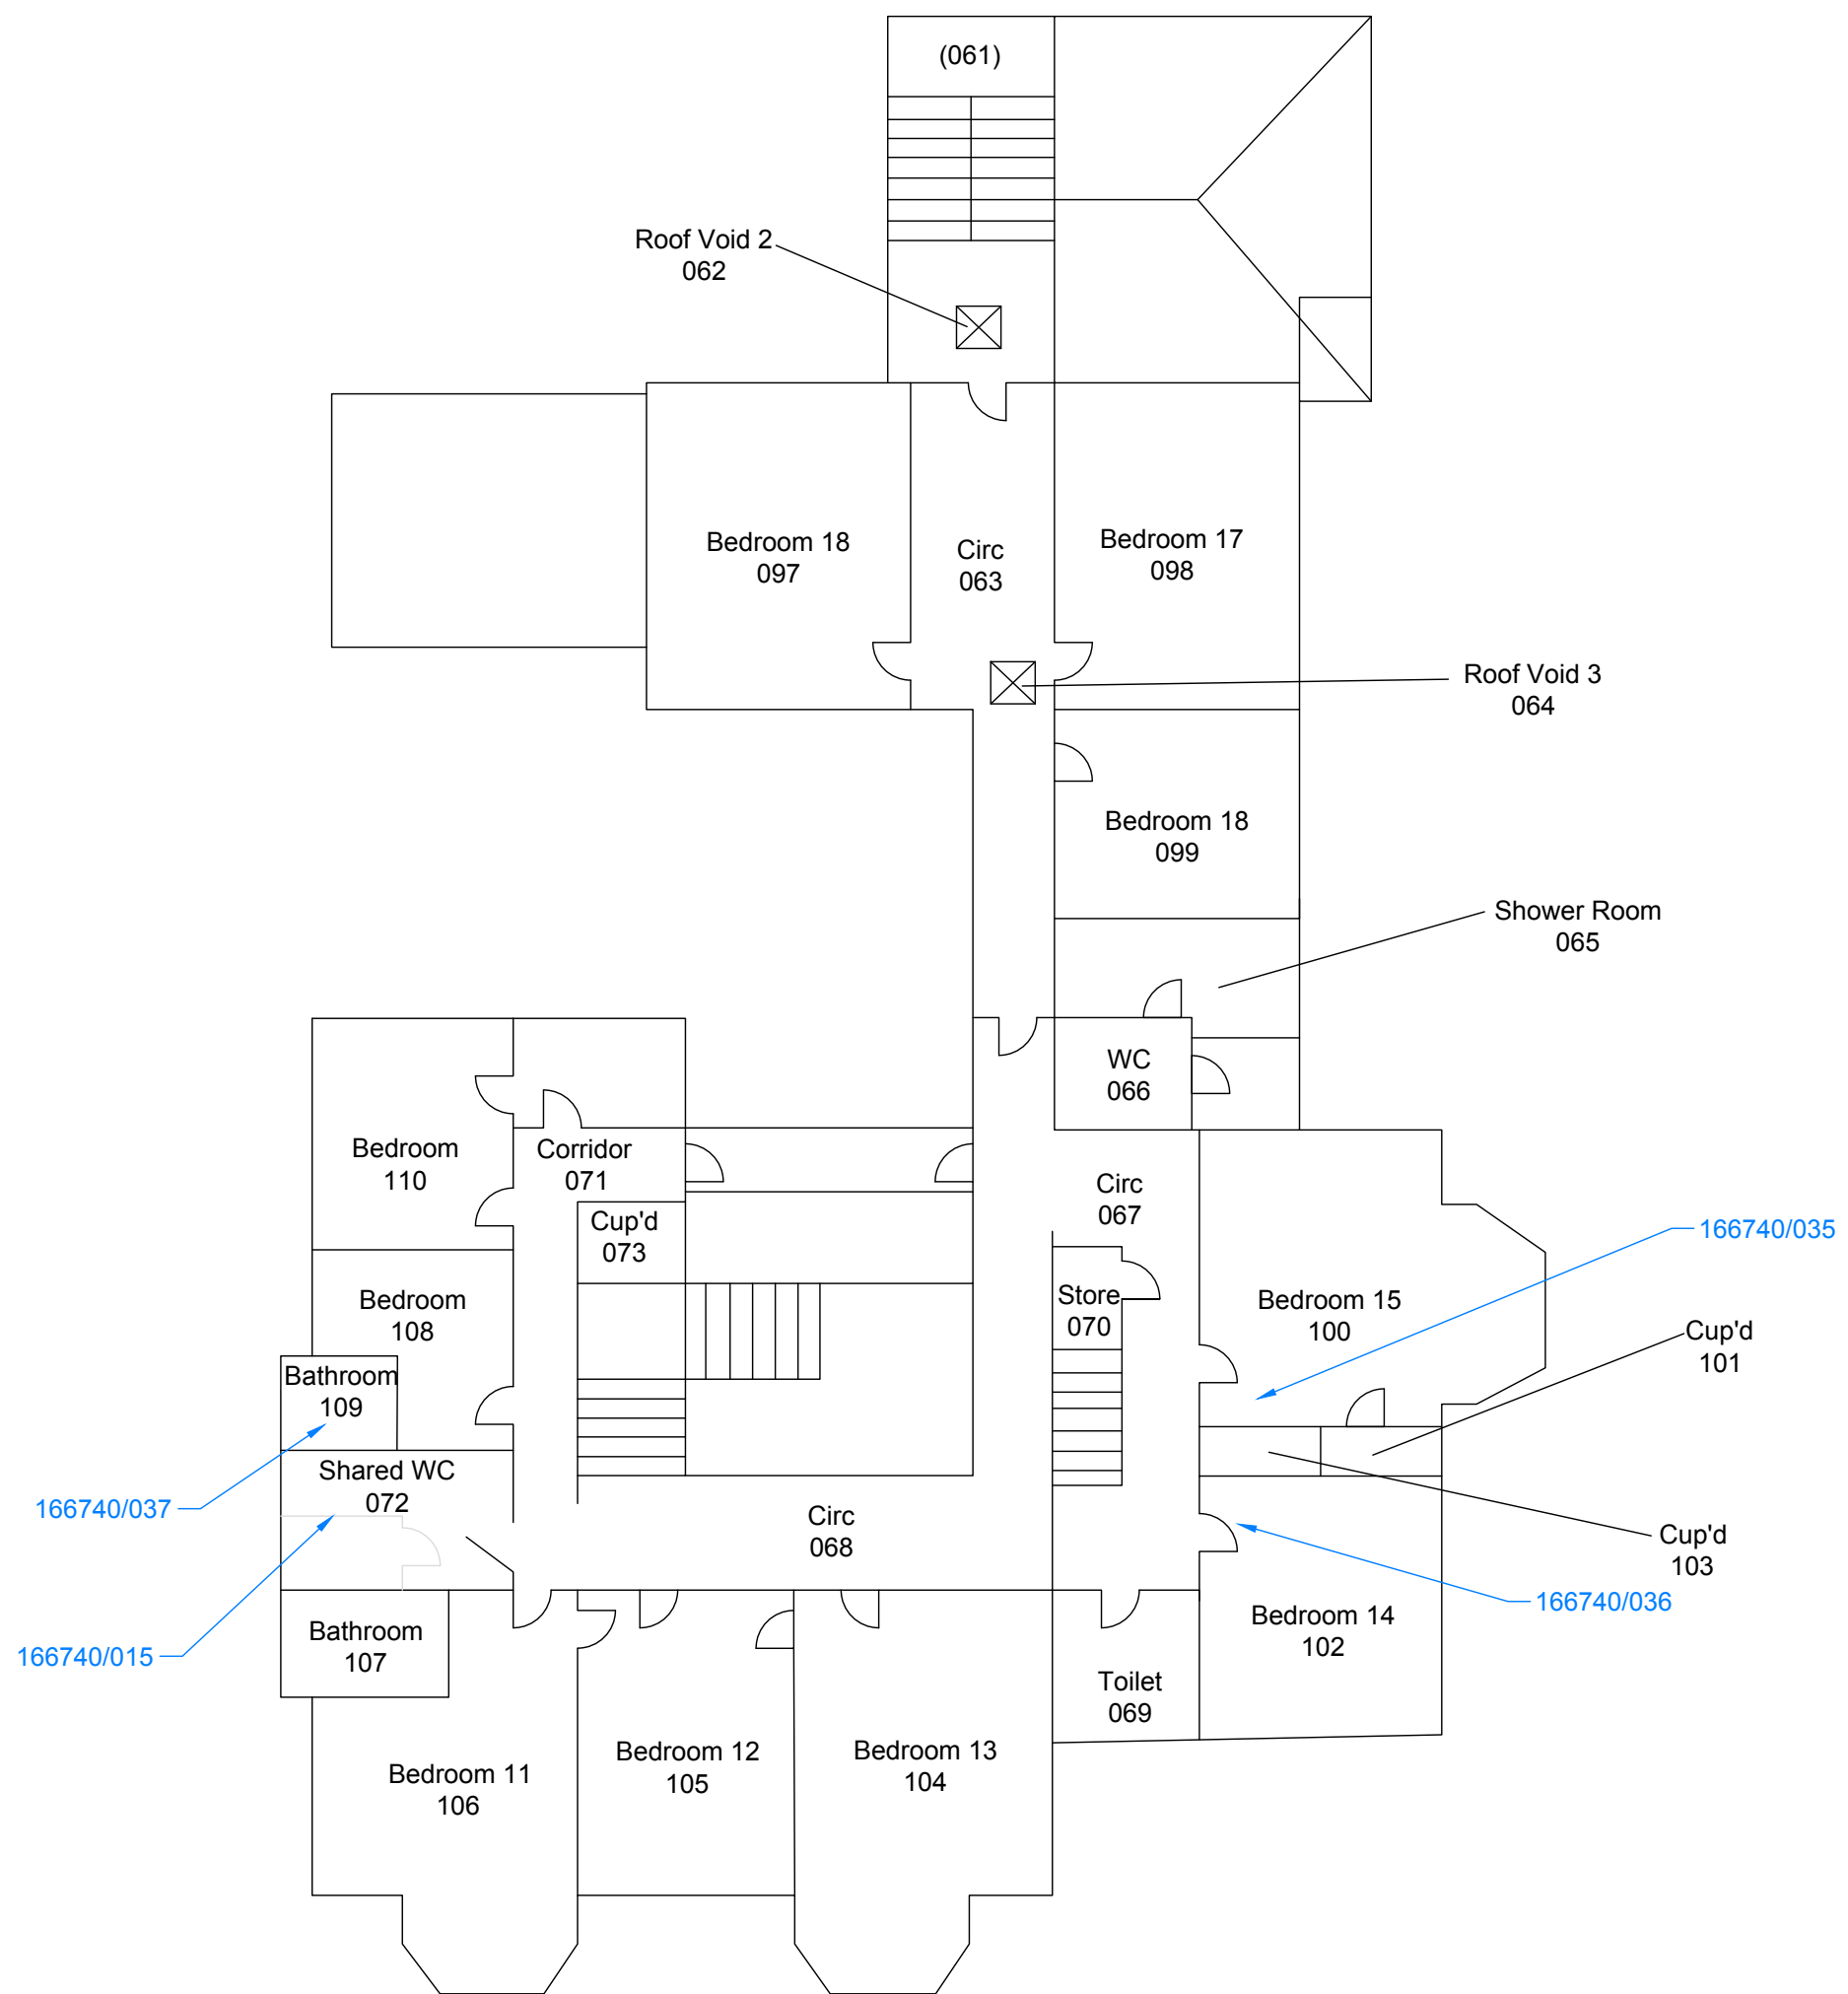 (061)
Roof Void 2
062
Bedroom 18
097
Circ
063
Bedroom 17
098
Roof Void 3
064
Bedroom 18
099
Shower Room
065
WC
066
Bedroom
110
Corridor
071
Circ
067
Cup'd
073
166740/035
Bedroom
108
Store
070
Bedroom 15
100
Cup'd
101
Bathroom
109
Shared WC
072
166740/037
Circ
068
Cup'd
103
166740/036
Bathroom
107
166740/015
Bedroom 14
102
Toilet
069
Bedroom 11
106
Bedroom 12
105
Bedroom 13
104